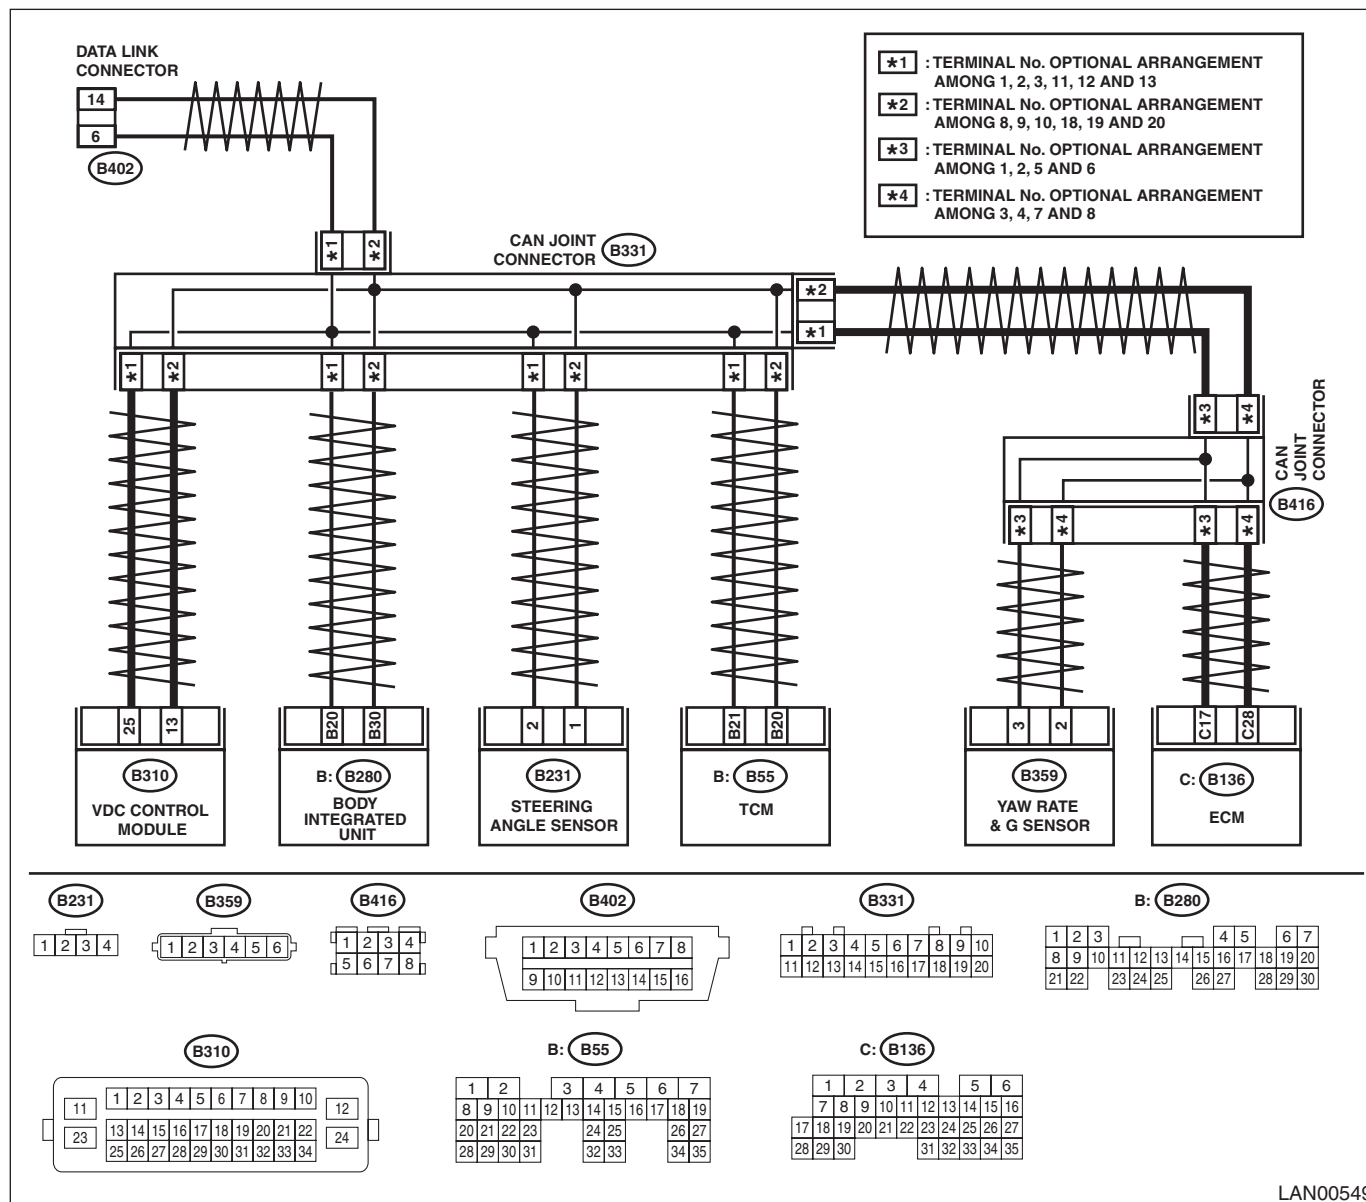 DATA LINK
CONNECTOR
14
6
B402
*1 : TERMINAL No. OPTIONAL ARRANGEMENT
AMONG 1, 2, 3, 11, 12 AND 13
*2 : TERMINAL No. OPTIONAL ARRANGEMENT
AMONG 8, 9, 10, 18, 19 AND 20
*3 : TERMINAL No. OPTIONAL ARRANGEMENT
AMONG 1, 2, 5 AND 6
*4 : TERMINAL No. OPTIONAL ARRANGEMENT
AMONG 3, 4, 7 AND 8
*1 *2
CAN JOINT
CONNECTOR
B331
*2
*1
*1 *2 *1 *2 *1 *2 *1 *2
*3 *4
CAN
JOINT
CONNECTOR
B416
*3 *4 *3 *4
25 13 B20 B30 2 1 B21 B20 3 2 C17 C28
B310
VDC CONTROL
MODULE
B: B280
BODY
INTEGRATED
UNIT
B231
STEERING
ANGLE SENSOR
B: B55
TCM
B359
YAW RATE
& G SENSOR
C: B136
ECM
B231
1 2 3 4
B359
1 2 3 4 5 6
B416
1 2 3 4
5 6 7 8
B402
1 2 3 4 5 6 7 8
9 10 11 12 13 14 15 16
B331
1 2 3 4 5 6 7 8 9 10
11 12 13 14 15 16 17 18 19 20
B: B280
1 2 3 4 5 6 7
8 9 10 11 12 13 14 15 16 17 18 19 20
21 22 23 24 25 26 27 28 29 30
B310
11 1 2 3 4 5 6 7 8 9 10 12
23 13 14 15 16 17 18 19 20 21 22 24
25 26 27 28 29 30 31 32 33 34
B: B55
1 2 3 4 5 6 7
8 9 10 11 12 13 14 15 16 17 18 19
20 21 22 23 24 25 26 27
28 29 30 31 32 33 34 35
C: B136
1 2 3 4 5 6
7 8 9 10 11 12 13 14 15 16
17 18 19 20 21 22 23 24 25 26 27
28 29 30 31 32 33 34 35
LAN00549